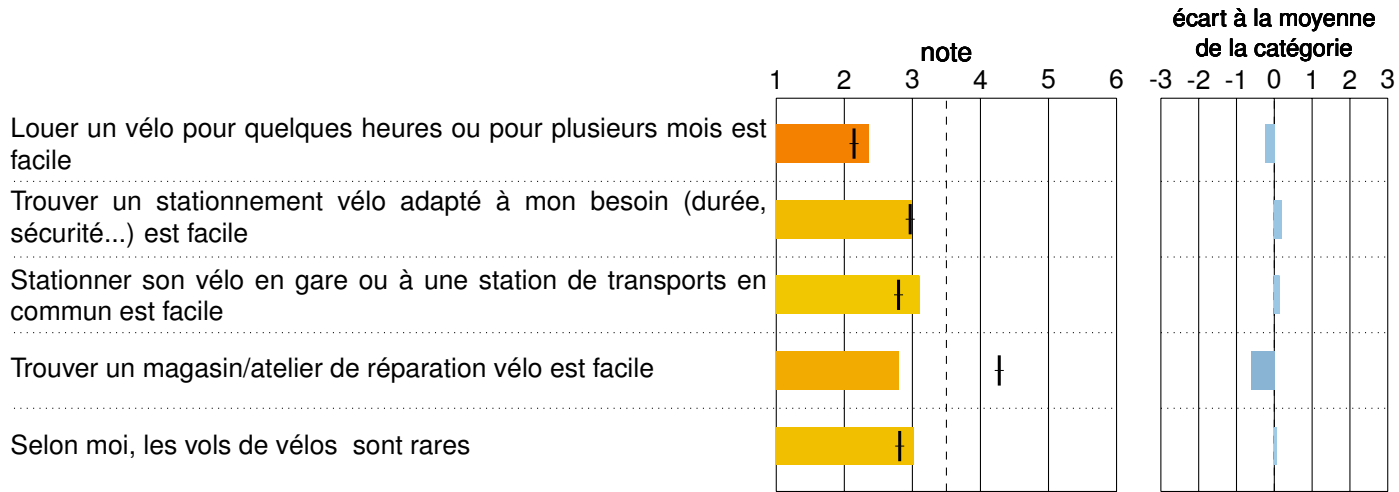 écart à la moyenne
note de la catégorie
1 2 3 4 5 6 -3 -2 -1 0 1 2 3
Louer un vélo pour quelques heures ou pour plusieurs mois est
facile
Trouver un stationnement vélo adapté à mon besoin (durée,
sécurité...) est facile
Stationner son vélo en gare ou à une station de transports en
commun est facile
Trouver un magasin/atelier de réparation vélo est facile
Selon moi, les vols de vélos sont rares